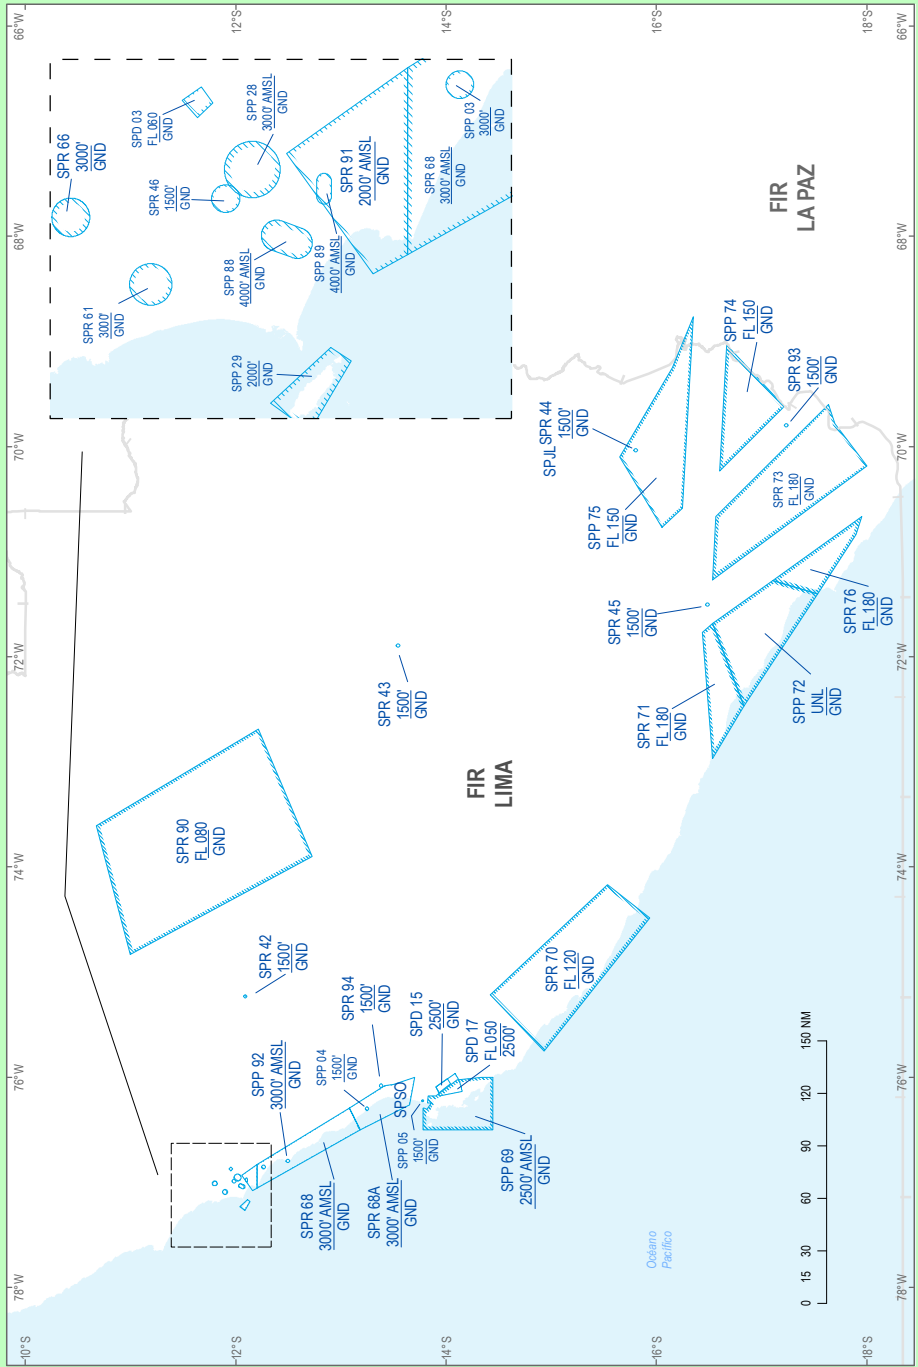 10°S
12°S
14°S
16°S
18°S
66°W
66°W
68°W
68°W
70°W
70°W
72°W
72°W
74°W
74°W
76°W
76°W
78°W
78°W
SPR 66
3000'
GND
SPD 03
FL 060
GND
SPR 46
1500'
GND
SPP 28
3000' AMSL
GND
SPR 61
3000'
GND
SPP 88
4000' AMSL
GND
SPP 89
4000' AMSL
GND
SPR 91
2000' AMSL
GND
SPR 68
3000' AMSL
GND
SPP 03
3000'
GND
SPP 29
2000'
GND
FIR
LA PAZ
SPJL SPR 44
1500'
GND
SPP 75
FL 150
GND
SPP 74
FL 150
GND
SPR 93
1500'
GND
SPR 73
FL 180
GND
SPR 45
1500'
GND
SPR 76
FL 180
GND
SPR 71
FL 180
GND
SPP 72
UNL
GND
SPR 43
1500'
GND
FIR
LIMA
SPR 90
FL 080
GND
SPR 42
1500'
GND
SPR 70
FL 120
GND
SPR 94
1500'
GND
SPD 15
2500'
GND
SPD 17
FL 050
2500'
SPP 92
3000' AMSL
GND
SPP 04
1500'
GND
SPSO
SPP 05
1500'
GND
SPR 68
3000' AMSL
GND
SPR 68A
3000' AMSL
GND
SPP 69
2500' AMSL
GND
Océano
Pacífico
0 15 30 60 90 120 150 NM